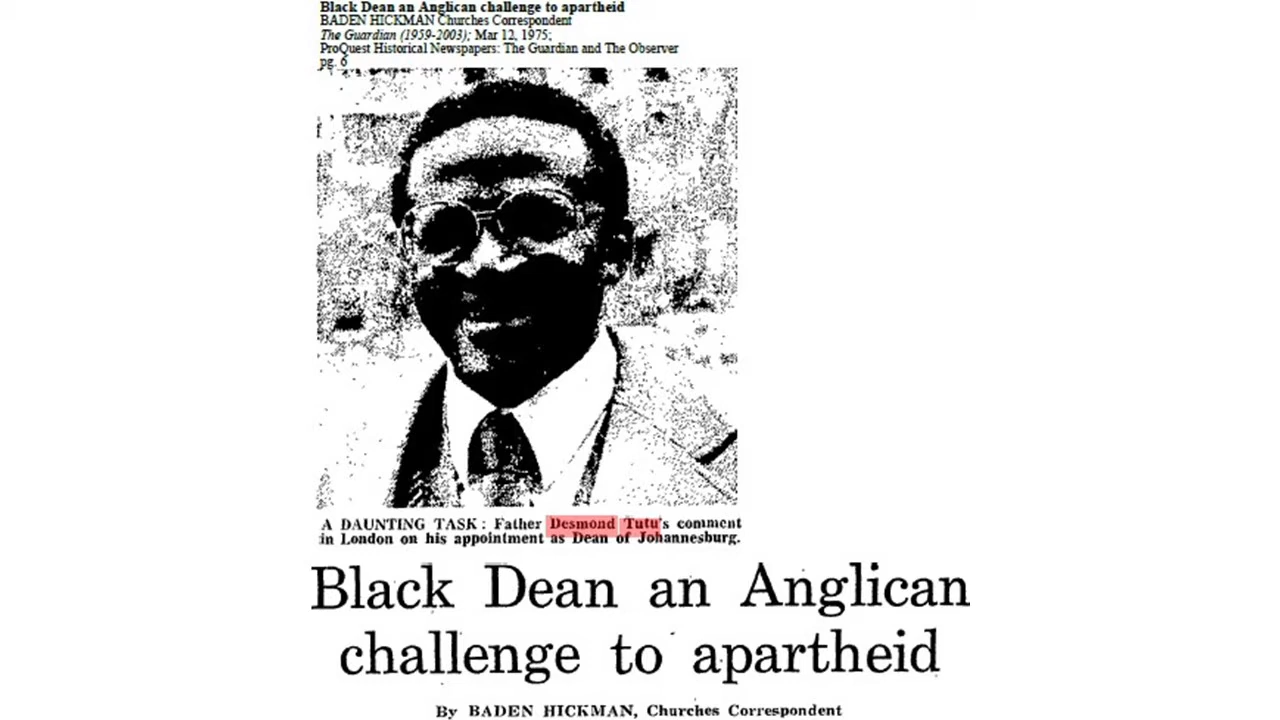 Black Dean an Anglican challenge to apartheid
BADEN HICKMAN Churches Correspondent
The Guardian (1959-2003); Mar 12, 1975;
ProQuest Historical Newspapers: The Guardian and The Observer
pg. 6
A DAUNTING TASK : Father Desmond Tutu's comment
in London on his appointment as Dean of Johannesburg.
Black Dean an Anglican
challenge to apartheid
By BADEN HICKMAN, Churches Correspondent